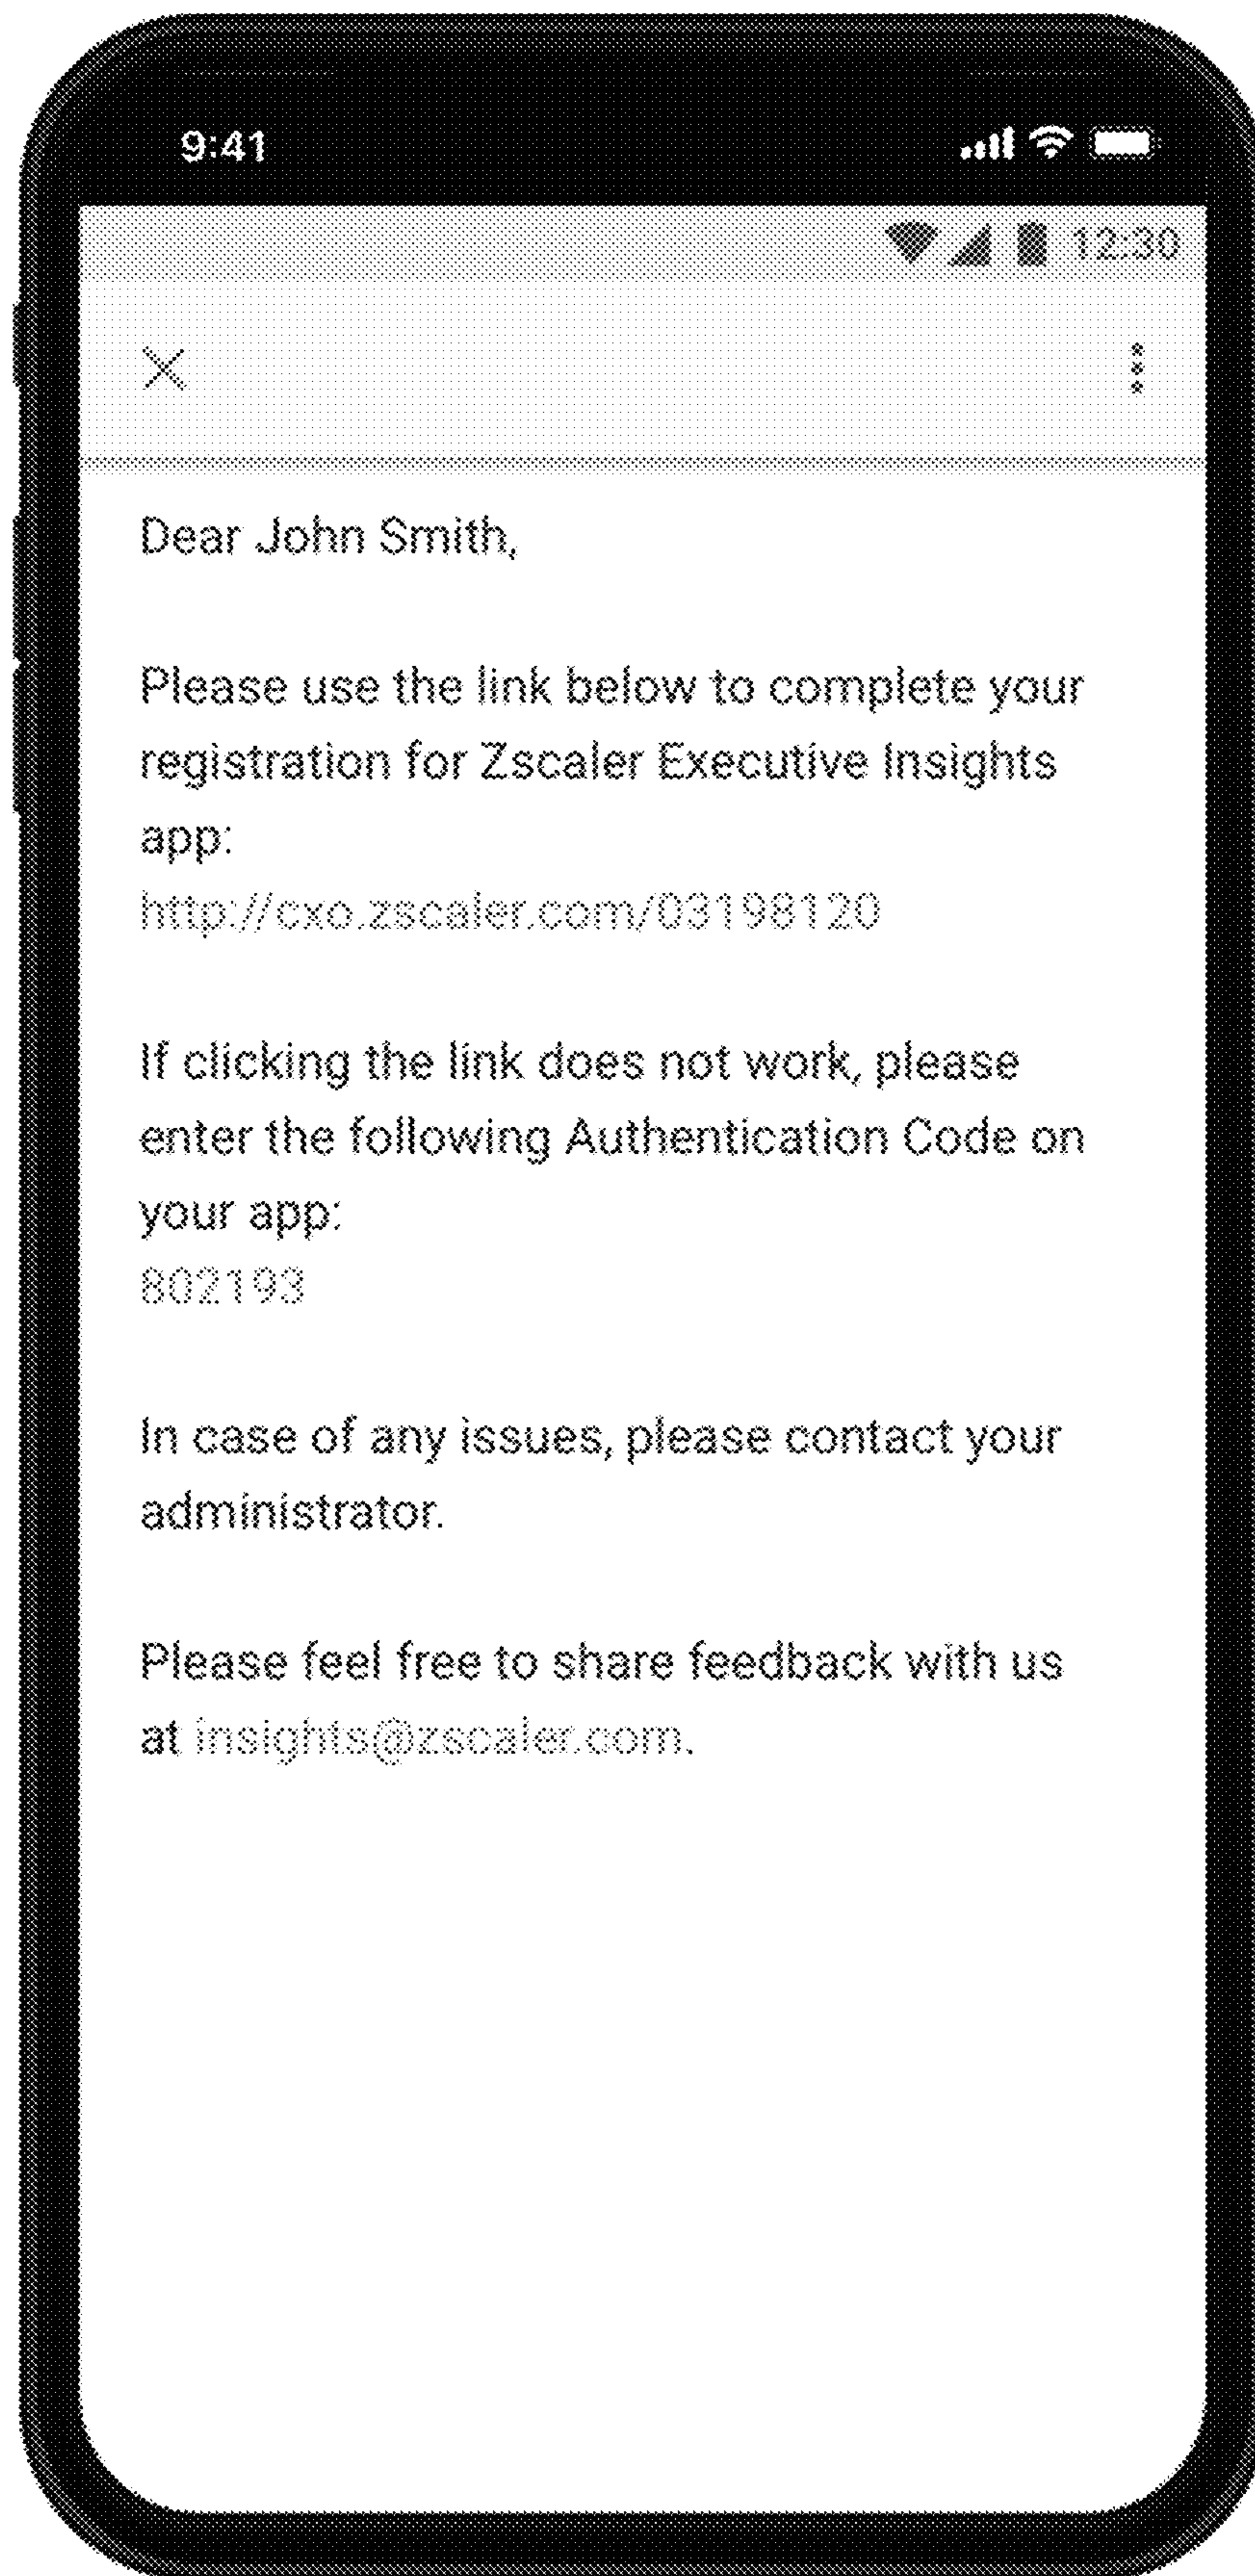 9:41
12:30
Dear John Smith,
Please use the link below to complete your
registration for Zscaler Executive Insights
app:
http://cxo.zscaler.com/03198120
If clicking the link does not work, please
enter the following Authentication Code on
your app:
802193
In case of any issues, please contact your
administrator.
Please feel free to share feedback with us
at insights@zscaler.com.